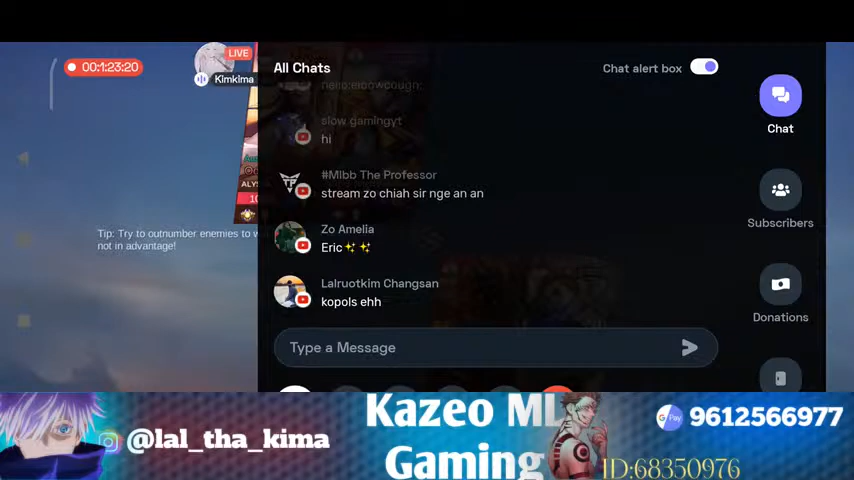 00:1:23:20
LIVE
Kimkima
All Chats
Chat alert box
Chat
slow gamingyt
hi
#Mlbb The Professor
stream zo chiah sir nge an an
Subscribers
Zo Amelia
Eric✨ ✨
Tip: Try to outnumber enemies to w
not in advantage!
Lalruotkim Changsan
kopols ehh
Donations
Type a Message
Kazeo ML
Gaming
@lal_tha_kima
G Pay
9612566977
ID:68350976